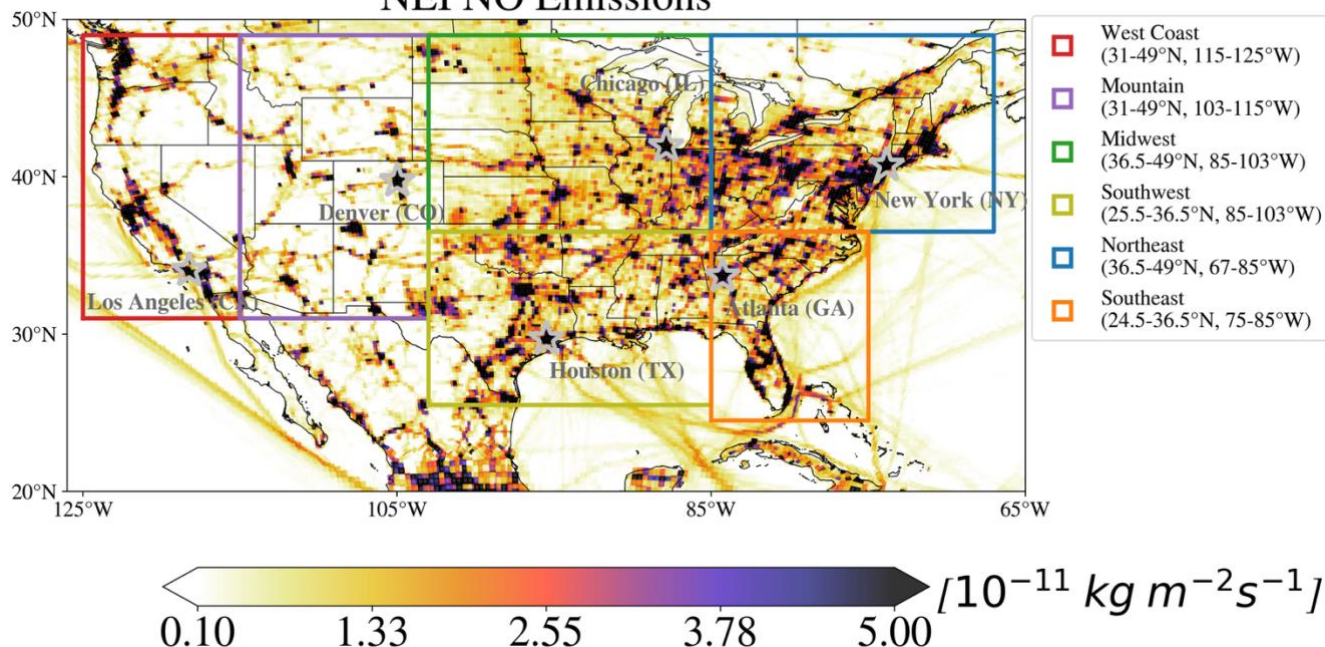 NEI NO Emissions
50°N
40°N
30°N
20°N
125°W
105°W
85°W
65°W
Chicago (IL)
Denver (CO)
New York (NY)
Los Angeles (CA)
Atlanta (GA)
Houston (TX)
West Coast
(31-49°N, 115-125°W)
Mountain
(31-49°N, 103-115°W)
Midwest
(36.5-49°N, 85-103°W)
Southwest
(25.5-36.5°N, 85-103°W)
Northeast
(36.5-49°N, 67-85°W)
Southeast
(24.5-36.5°N, 75-85°W)
0.10 1.33 2.55 3.78 5.00
[10⁻¹¹ kg m⁻²s⁻¹]